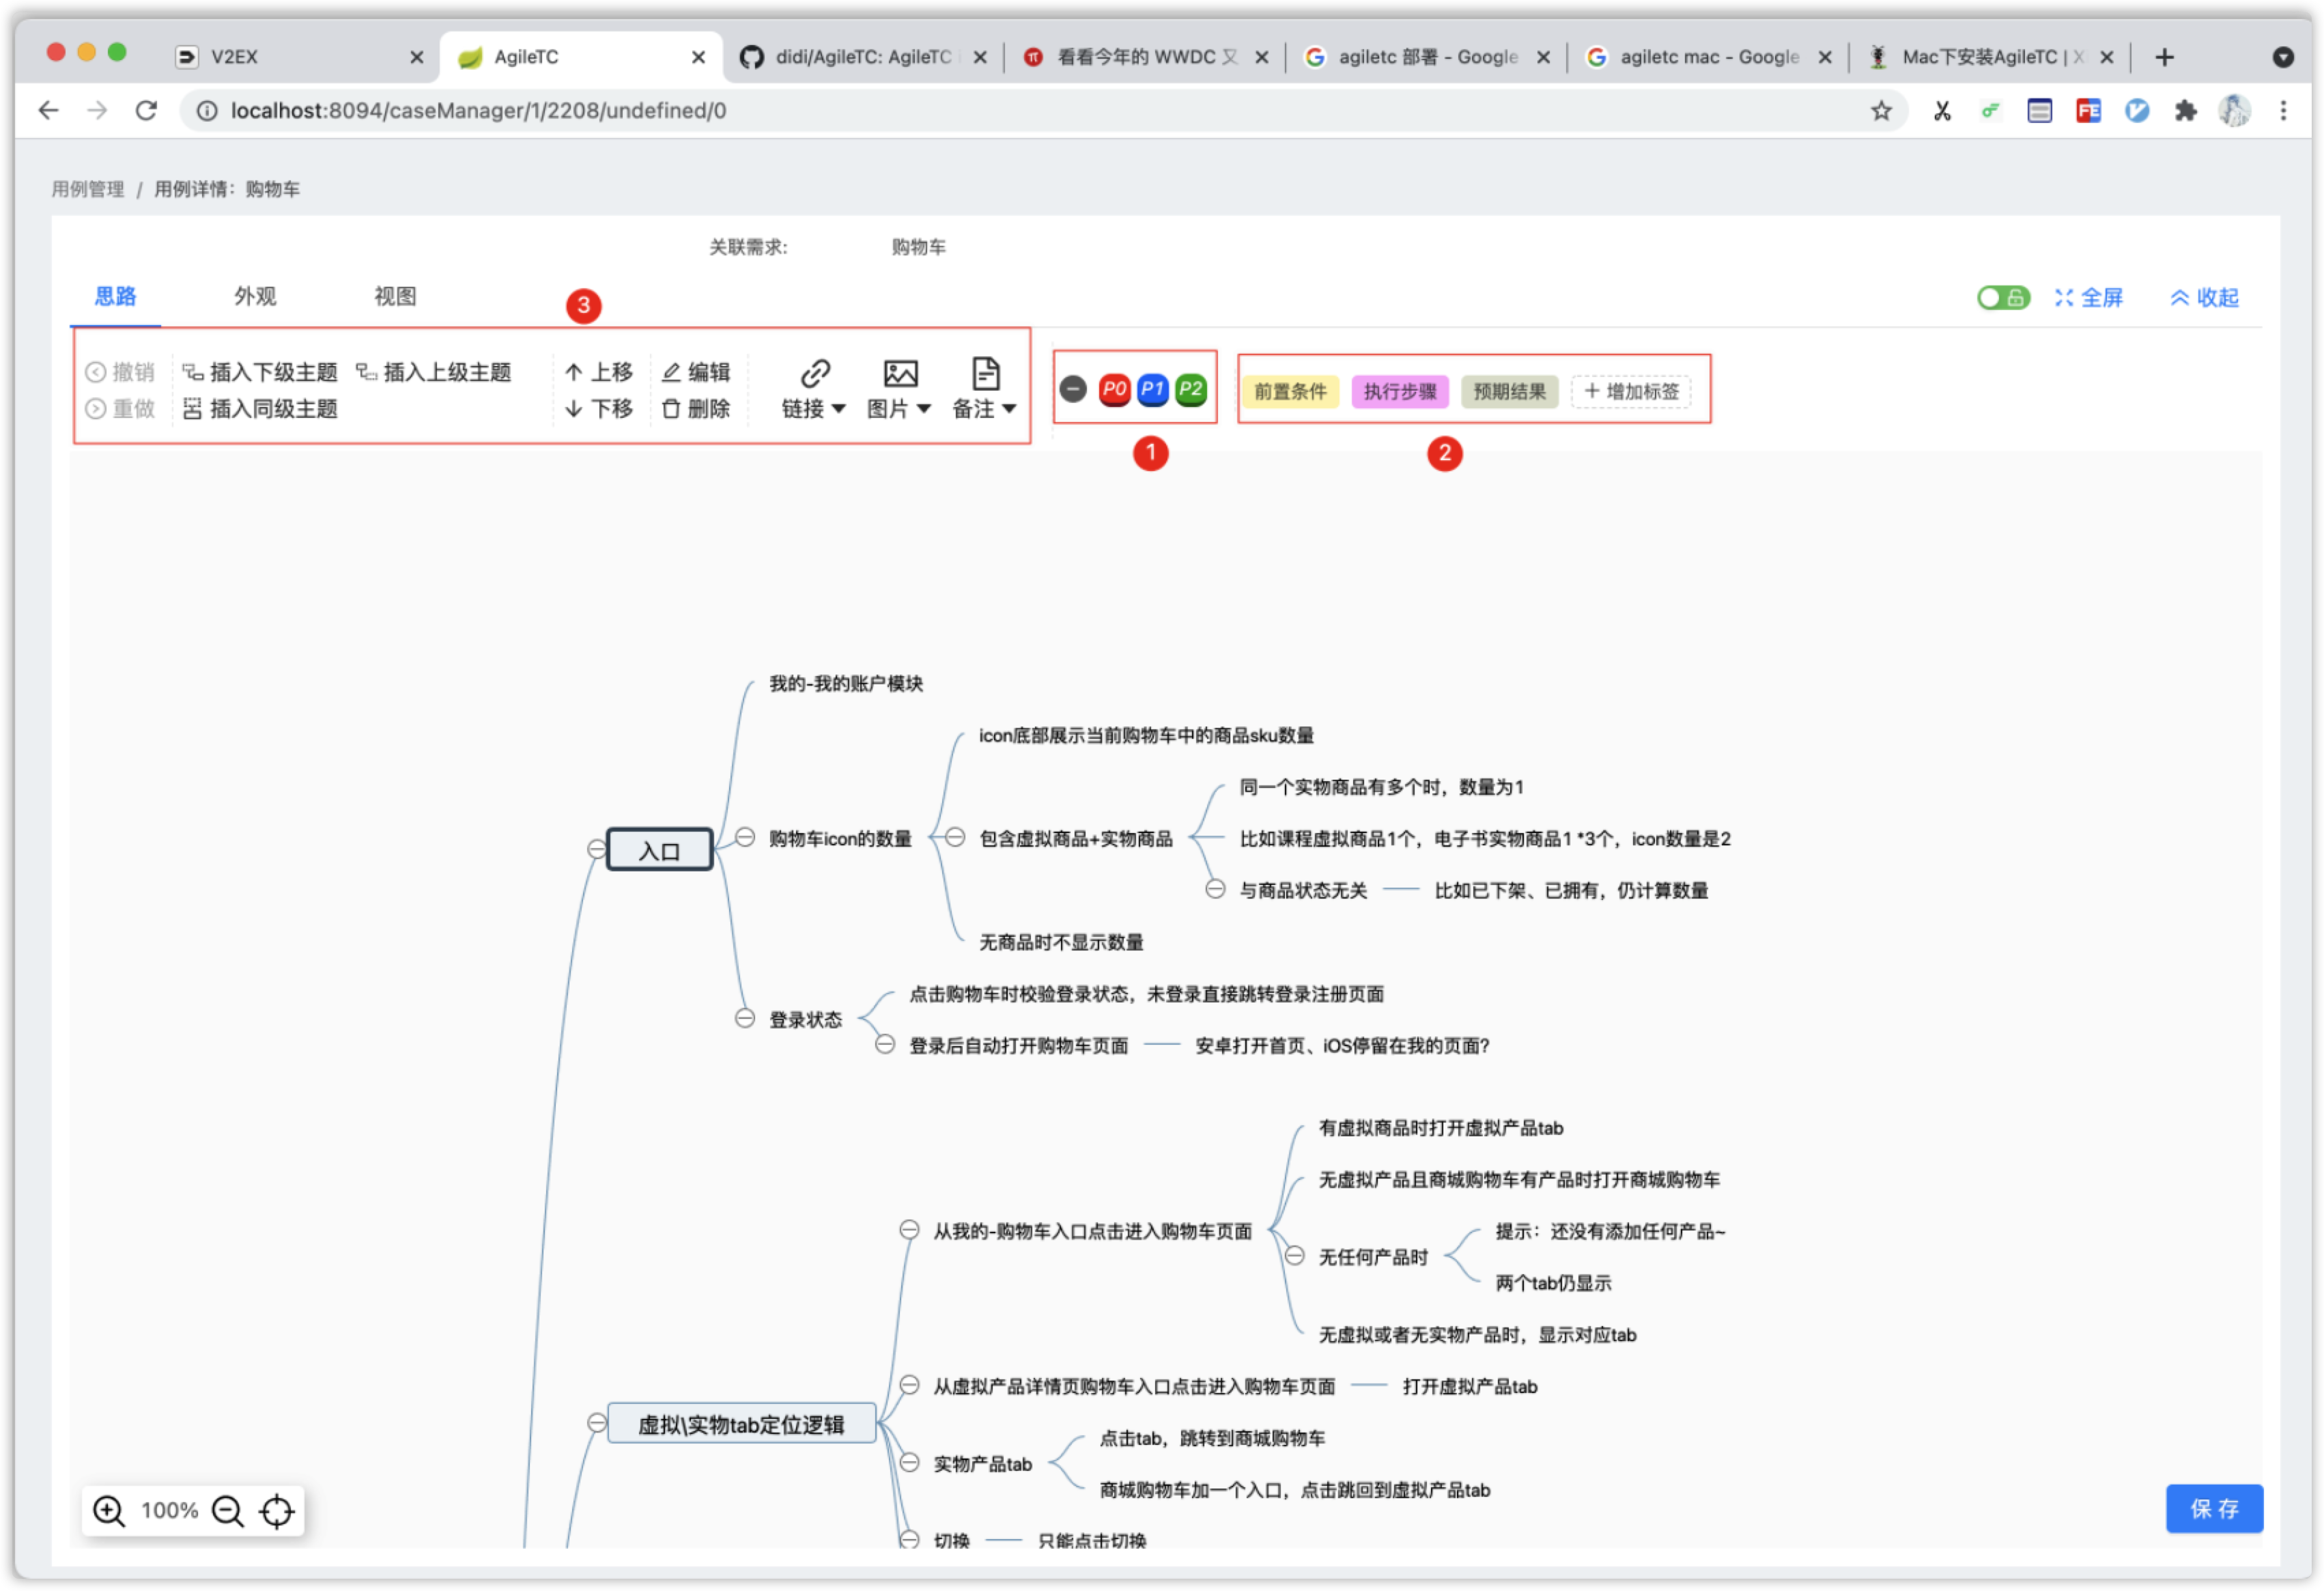 V2EX
AgileTC
didi/AgileTC: AgileTC
看看今年的 WWDC 又
agiletc 部署 - Google
agiletc mac - Google
Mac下安装AgileTC | X
localhost:8094/caseManager/1/2208/undefined/0
用例管理 / 用例详情：购物车
关联需求: 购物车
思路 外观 视图 3 全屏 收起
撤销 插入下级主题 插入上级主题 上移 编辑
重做 插入同级主题 下移 删除 链接 图片 备注
P0 P1 P2
前置条件 执行步骤 预期结果 + 增加标签
1 2
我的-我的账户模块
icon底部展示当前购物车中的商品sku数量
同一个实物商品有多个时，数量为1
入口 购物车icon的数量 包含虚拟商品+实物商品 比如课程虚拟商品1个，电子书实物商品1 *3个，icon数量是2
与商品状态无关 比如已下架、已拥有，仍计算数量
无商品时不显示数量
点击购物车时校验登录状态，未登录直接跳转登录注册页面
登录状态
登录后自动打开购物车页面 安卓打开首页、iOS停留在我的页面?
有虚拟商品时打开虚拟产品tab
无虚拟产品且商城购物车有产品时打开商城购物车
从我的-购物车入口点击进入购物车页面 提示：还没有添加任何产品~
无任何产品时
两个tab仍显示
无虚拟或者无实物产品时，显示对应tab
从虚拟产品详情页购物车入口点击进入购物车页面 打开虚拟产品tab
虚拟\实物tab定位逻辑
点击tab，跳转到商城购物车
实物产品tab
商城购物车加一个入口，点击跳回到虚拟产品tab
切换 只能点击切换
100%
保 存